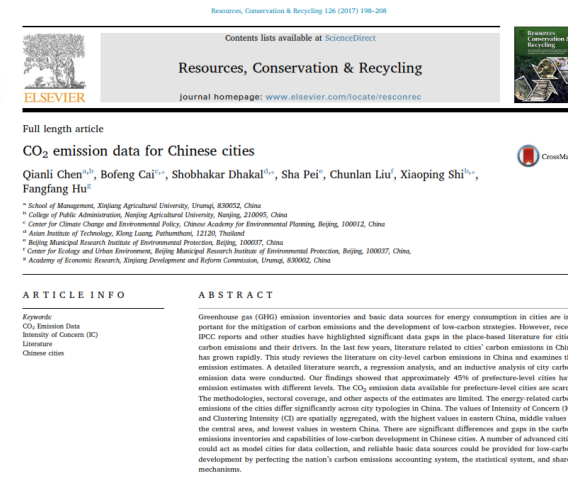 Resources, Conservation & Recycling 126 (2017) 198–208
Contents lists available at ScienceDirect
Resources, Conservation & Recycling
journal homepage: www.elsevier.com/locate/resconrec
ELSEVIER
Resources
Conservation &
Recycling
Full length article
CO₂ emission data for Chinese cities
CrossMa
Qianli Chenᵃ,ᵇ, Bofeng Caiᶜ,*, Shobhakar Dhakalᵈ,*, Sha Peiᵉ, Chunlan Liuᶠ, Xiaoping Shiᵇ,*,
Fangfang Huᵍ
ᵃ School of Management, Xinjiang Agricultural University, Urumqi, 830052, China
ᵇ College of Public Administration, Nanjing Agricultural University, Nanjing, 210095, China
ᶜ Center for Climate Change and Environmental Policy, Chinese Academy for Environmental Planning, Beijing, 100012, China
ᵈ Asian Institute of Technology, Klong Luang, Pathumthani, 12120, Thailand
ᵉ Beijing Municipal Research Institute of Environmental Protection, Beijing, 100037, China
ᶠ Center for Ecology and Urban Environment, Beijing Municipal Research Institute of Environmental Protection, Beijing, 100037, China,
ᵍ Academy of Economic Research, Xinjiang Development and Reform Commission, Urumqi, 830002, China
ARTICLE INFO
Keywords:
CO₂ Emission Data
Intensity of Concern (IC)
Literature
Chinese cities
ABSTRACT
Greenhouse gas (GHG) emission inventories and basic data sources for energy consumption in cities are im
portant for the mitigation of carbon emissions and the development of low-carbon strategies. However, rece
IPCC reports and other studies have highlighted significant data gaps in the place-based literature for citie
carbon emissions and their drivers. In the last few years, literature related to cities' carbon emissions in Chin
has grown rapidly. This study reviews the literature on city-level carbon emissions in China and examines th
emission estimates. A detailed literature search, a regression analysis, and an inductive analysis of city carbo
emission data were conducted. Our findings showed that approximately 45% of prefecture-level cities hav
emission estimates with different levels. The CO₂ emission data available for prefecture-level cities are scarc
The methodologies, sectoral coverage, and other aspects of the estimates are limited. The energy-related carbo
emissions of the cities differ significantly across city typologies in China. The values of Intensity of Concern (I
and Clustering Intensity (CI) are spatially aggregated, with the highest values in eastern China, middle values
the central area, and lowest values in western China. There are significant differences and gaps in the carbo
emissions inventories and capabilities of low-carbon development in Chinese cities. A number of advanced citi
could act as model cities for data collection, and reliable basic data sources could be provided for low-carbo
development by perfecting the nation's carbon emissions accounting system, the statistical system, and shar
mechanisms.